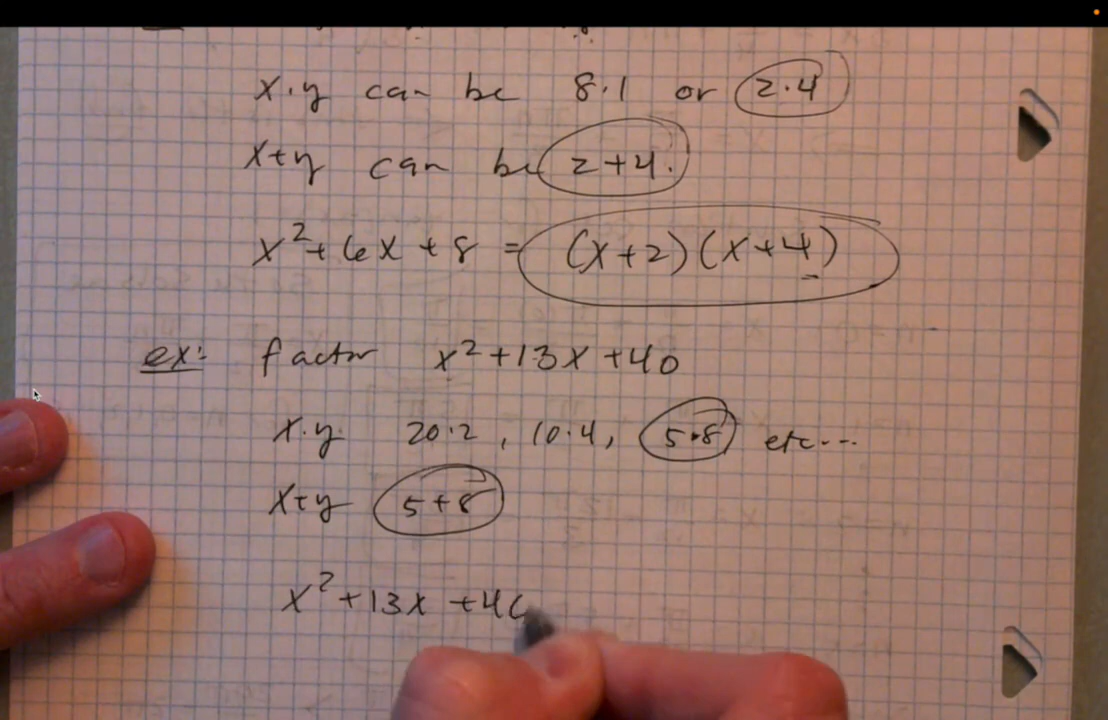 x·y can be 8·1 or 2·4
x+y can be 2+4.
x²+6x+8 = (x+2)(x+4)
ex: factor x²+13x+40
x·y 20·2, 10·4, 5·8 etc...
x+y 5+8
x²+13x+4